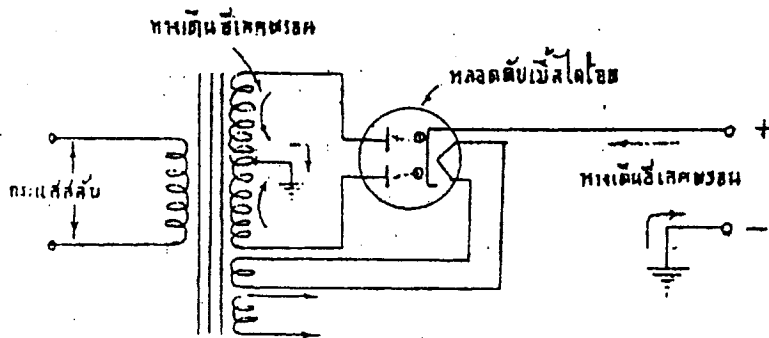 ทางเดินอีเลคตรอน
หลอดดับเบิ้ลไดโอด
+
กระแสสลับ
ทางเดินอีเลคตรอน
−